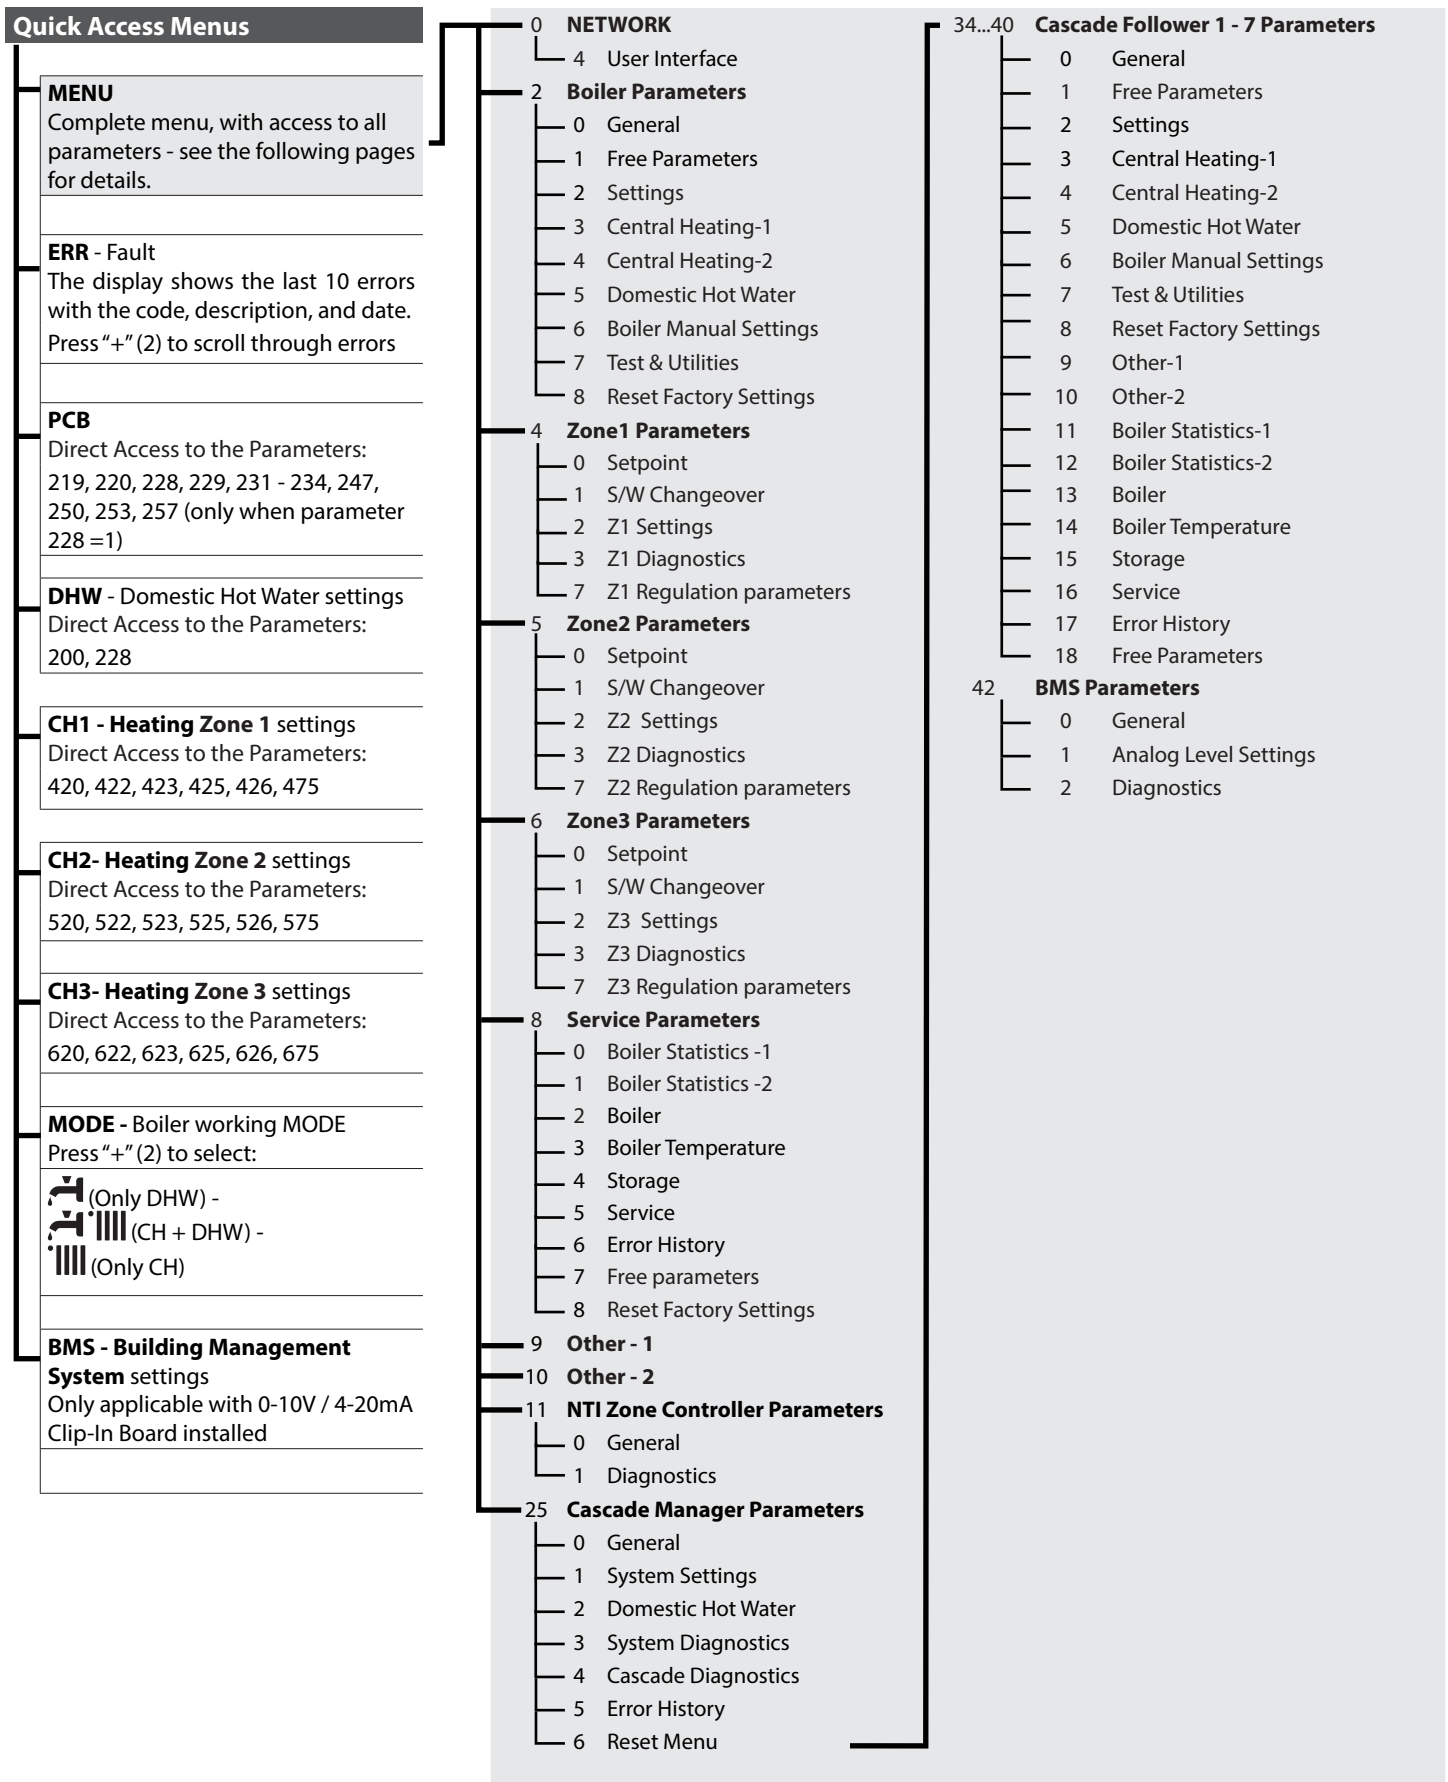 Quick Access Menus
MENU
Complete menu, with access to all
parameters - see the following pages
for details.
ERR - Fault
The display shows the last 10 errors
with the code, description, and date.
Press "+" (2) to scroll through errors
PCB
Direct Access to the Parameters:
219, 220, 228, 229, 231 - 234, 247,
250, 253, 257 (only when parameter
228 =1)
DHW - Domestic Hot Water settings
Direct Access to the Parameters:
200, 228
CH1 - Heating Zone 1 settings
Direct Access to the Parameters:
420, 422, 423, 425, 426, 475
CH2- Heating Zone 2 settings
Direct Access to the Parameters:
520, 522, 523, 525, 526, 575
CH3- Heating Zone 3 settings
Direct Access to the Parameters:
620, 622, 623, 625, 626, 675
MODE - Boiler working MODE
Press "+" (2) to select:
(Only DHW) -
(CH + DHW) -
(Only CH)
BMS - Building Management
System settings
Only applicable with 0-10V / 4-20mA
Clip-In Board installed
0 NETWORK
4 User Interface
2 Boiler Parameters
0 General
1 Free Parameters
2 Settings
3 Central Heating-1
4 Central Heating-2
5 Domestic Hot Water
6 Boiler Manual Settings
7 Test & Utilities
8 Reset Factory Settings
4 Zone1 Parameters
0 Setpoint
1 S/W Changeover
2 Z1 Settings
3 Z1 Diagnostics
7 Z1 Regulation parameters
5 Zone2 Parameters
0 Setpoint
1 S/W Changeover
2 Z2 Settings
3 Z2 Diagnostics
7 Z2 Regulation parameters
6 Zone3 Parameters
0 Setpoint
1 S/W Changeover
2 Z3 Settings
3 Z3 Diagnostics
7 Z3 Regulation parameters
8 Service Parameters
0 Boiler Statistics -1
1 Boiler Statistics -2
2 Boiler
3 Boiler Temperature
4 Storage
5 Service
6 Error History
7 Free parameters
8 Reset Factory Settings
9 Other - 1
10 Other - 2
11 NTI Zone Controller Parameters
0 General
1 Diagnostics
25 Cascade Manager Parameters
0 General
1 System Settings
2 Domestic Hot Water
3 System Diagnostics
4 Cascade Diagnostics
5 Error History
6 Reset Menu
34...40 Cascade Follower 1 - 7 Parameters
0 General
1 Free Parameters
2 Settings
3 Central Heating-1
4 Central Heating-2
5 Domestic Hot Water
6 Boiler Manual Settings
7 Test & Utilities
8 Reset Factory Settings
9 Other-1
10 Other-2
11 Boiler Statistics-1
12 Boiler Statistics-2
13 Boiler
14 Boiler Temperature
15 Storage
16 Service
17 Error History
18 Free Parameters
42 BMS Parameters
0 General
1 Analog Level Settings
2 Diagnostics